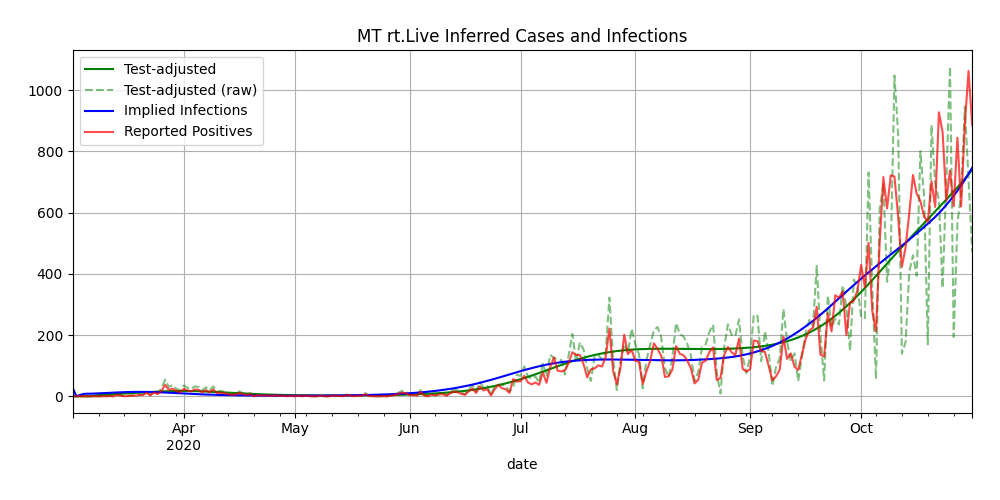 MT rt.Live Inferred Cases and Infections
Test-adjusted
Test-adjusted (raw)
Implied Infections
Reported Positives
1000
800
600
400
200
0
Apr May Jun Jul Aug Sep Oct
2020
date